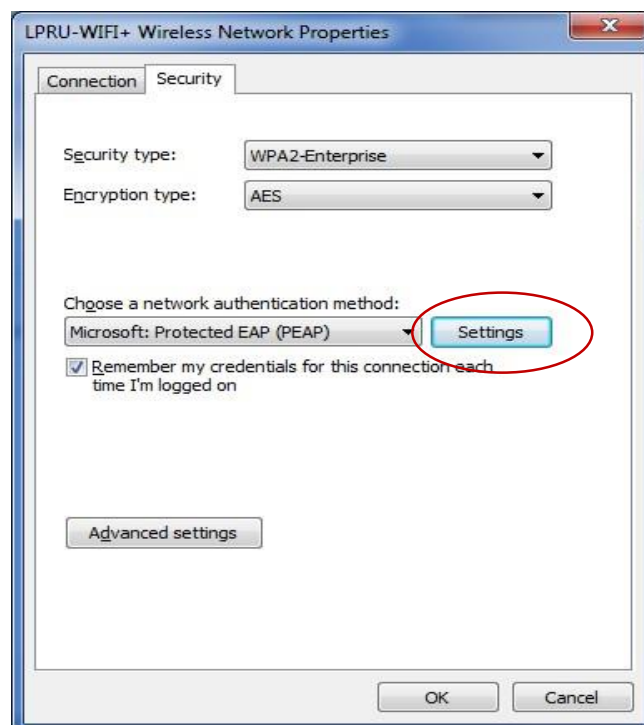 LPRU-WIFI+ Wireless Network Properties
Connection Security
Security type: WPA2-Enterprise
Encryption type: AES
Choose a network authentication method:
Microsoft: Protected EAP (PEAP) Settings
Remember my credentials for this connection each
time I'm logged on
Advanced settings
OK Cancel